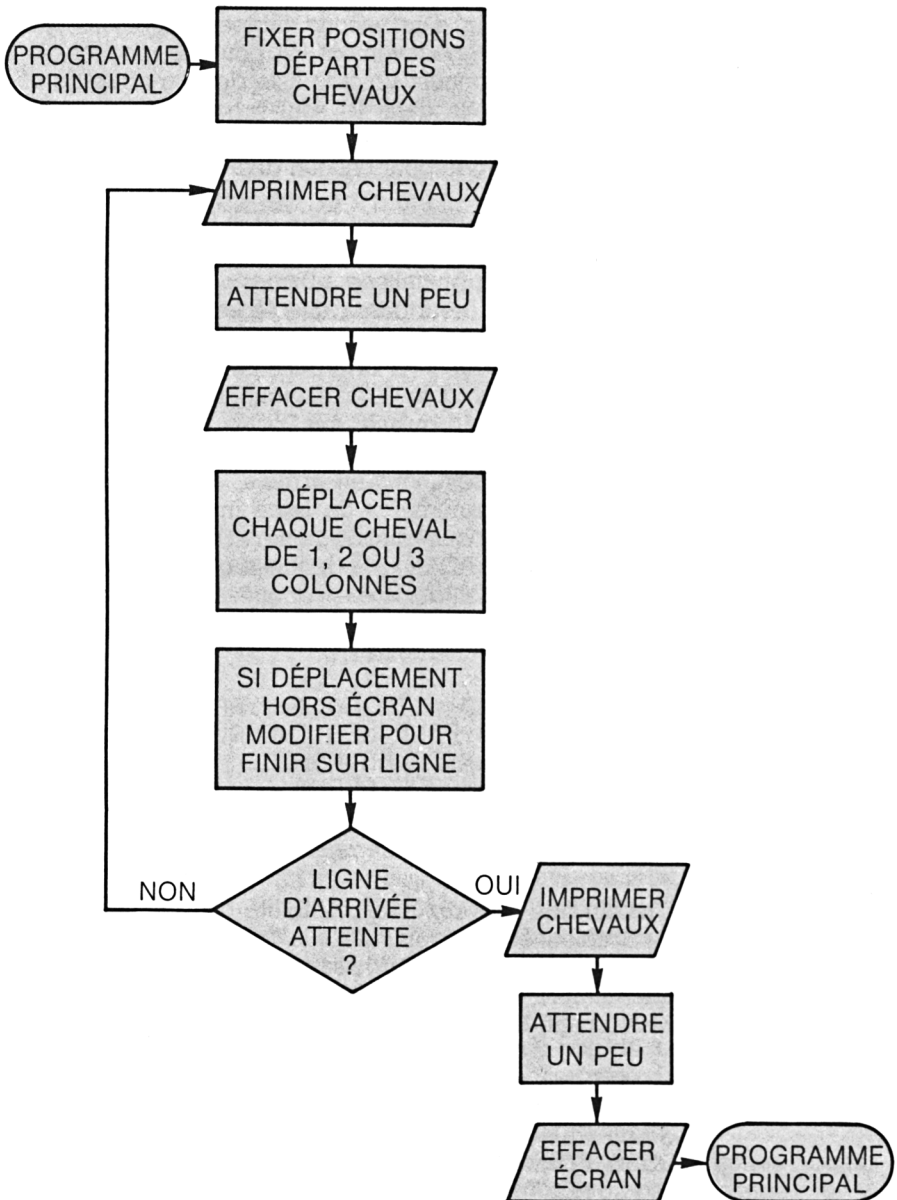 PROGRAMME
PRINCIPAL
FIXER POSITIONS
DÉPART DES
CHEVAUX
IMPRIMER CHEVAUX
ATTENDRE UN PEU
EFFACER CHEVAUX
DÉPLACER
CHAQUE CHEVAL
DE 1, 2 OU 3
COLONNES
SI DÉPLACEMENT
HORS ÉCRAN
MODIFIER POUR
FINIR SUR LIGNE
LIGNE
D'ARRIVÉE
ATTEINTE
?
NON
OUI
IMPRIMER
CHEVAUX
ATTENDRE
UN PEU
EFFACER
ÉCRAN
PROGRAMME
PRINCIPAL